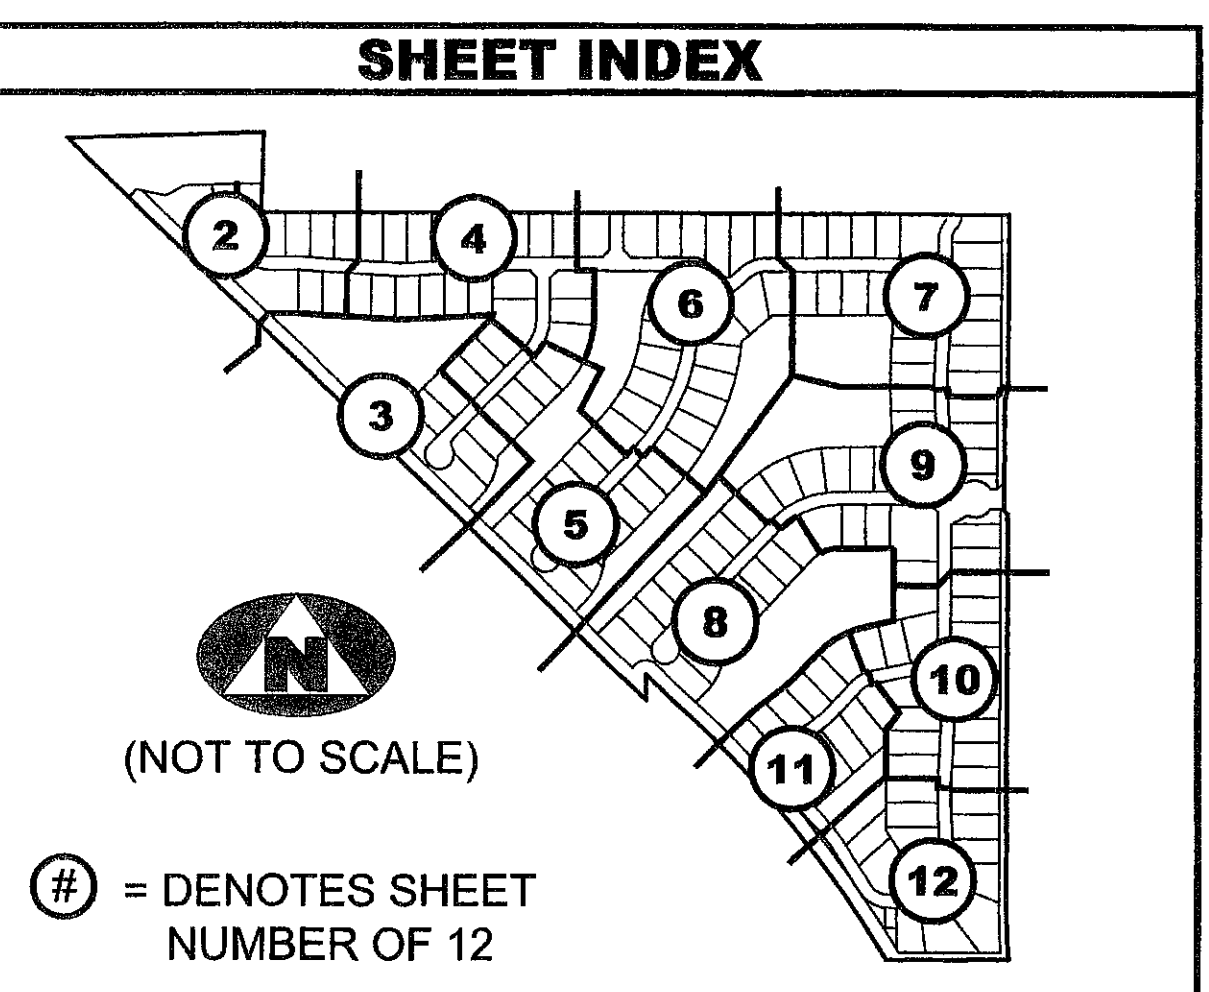 SHEET INDEX
2
4
6
7
3
9
5
8
10
11
12
N
(NOT TO SCALE)
# = DENOTES SHEET
NUMBER OF 12